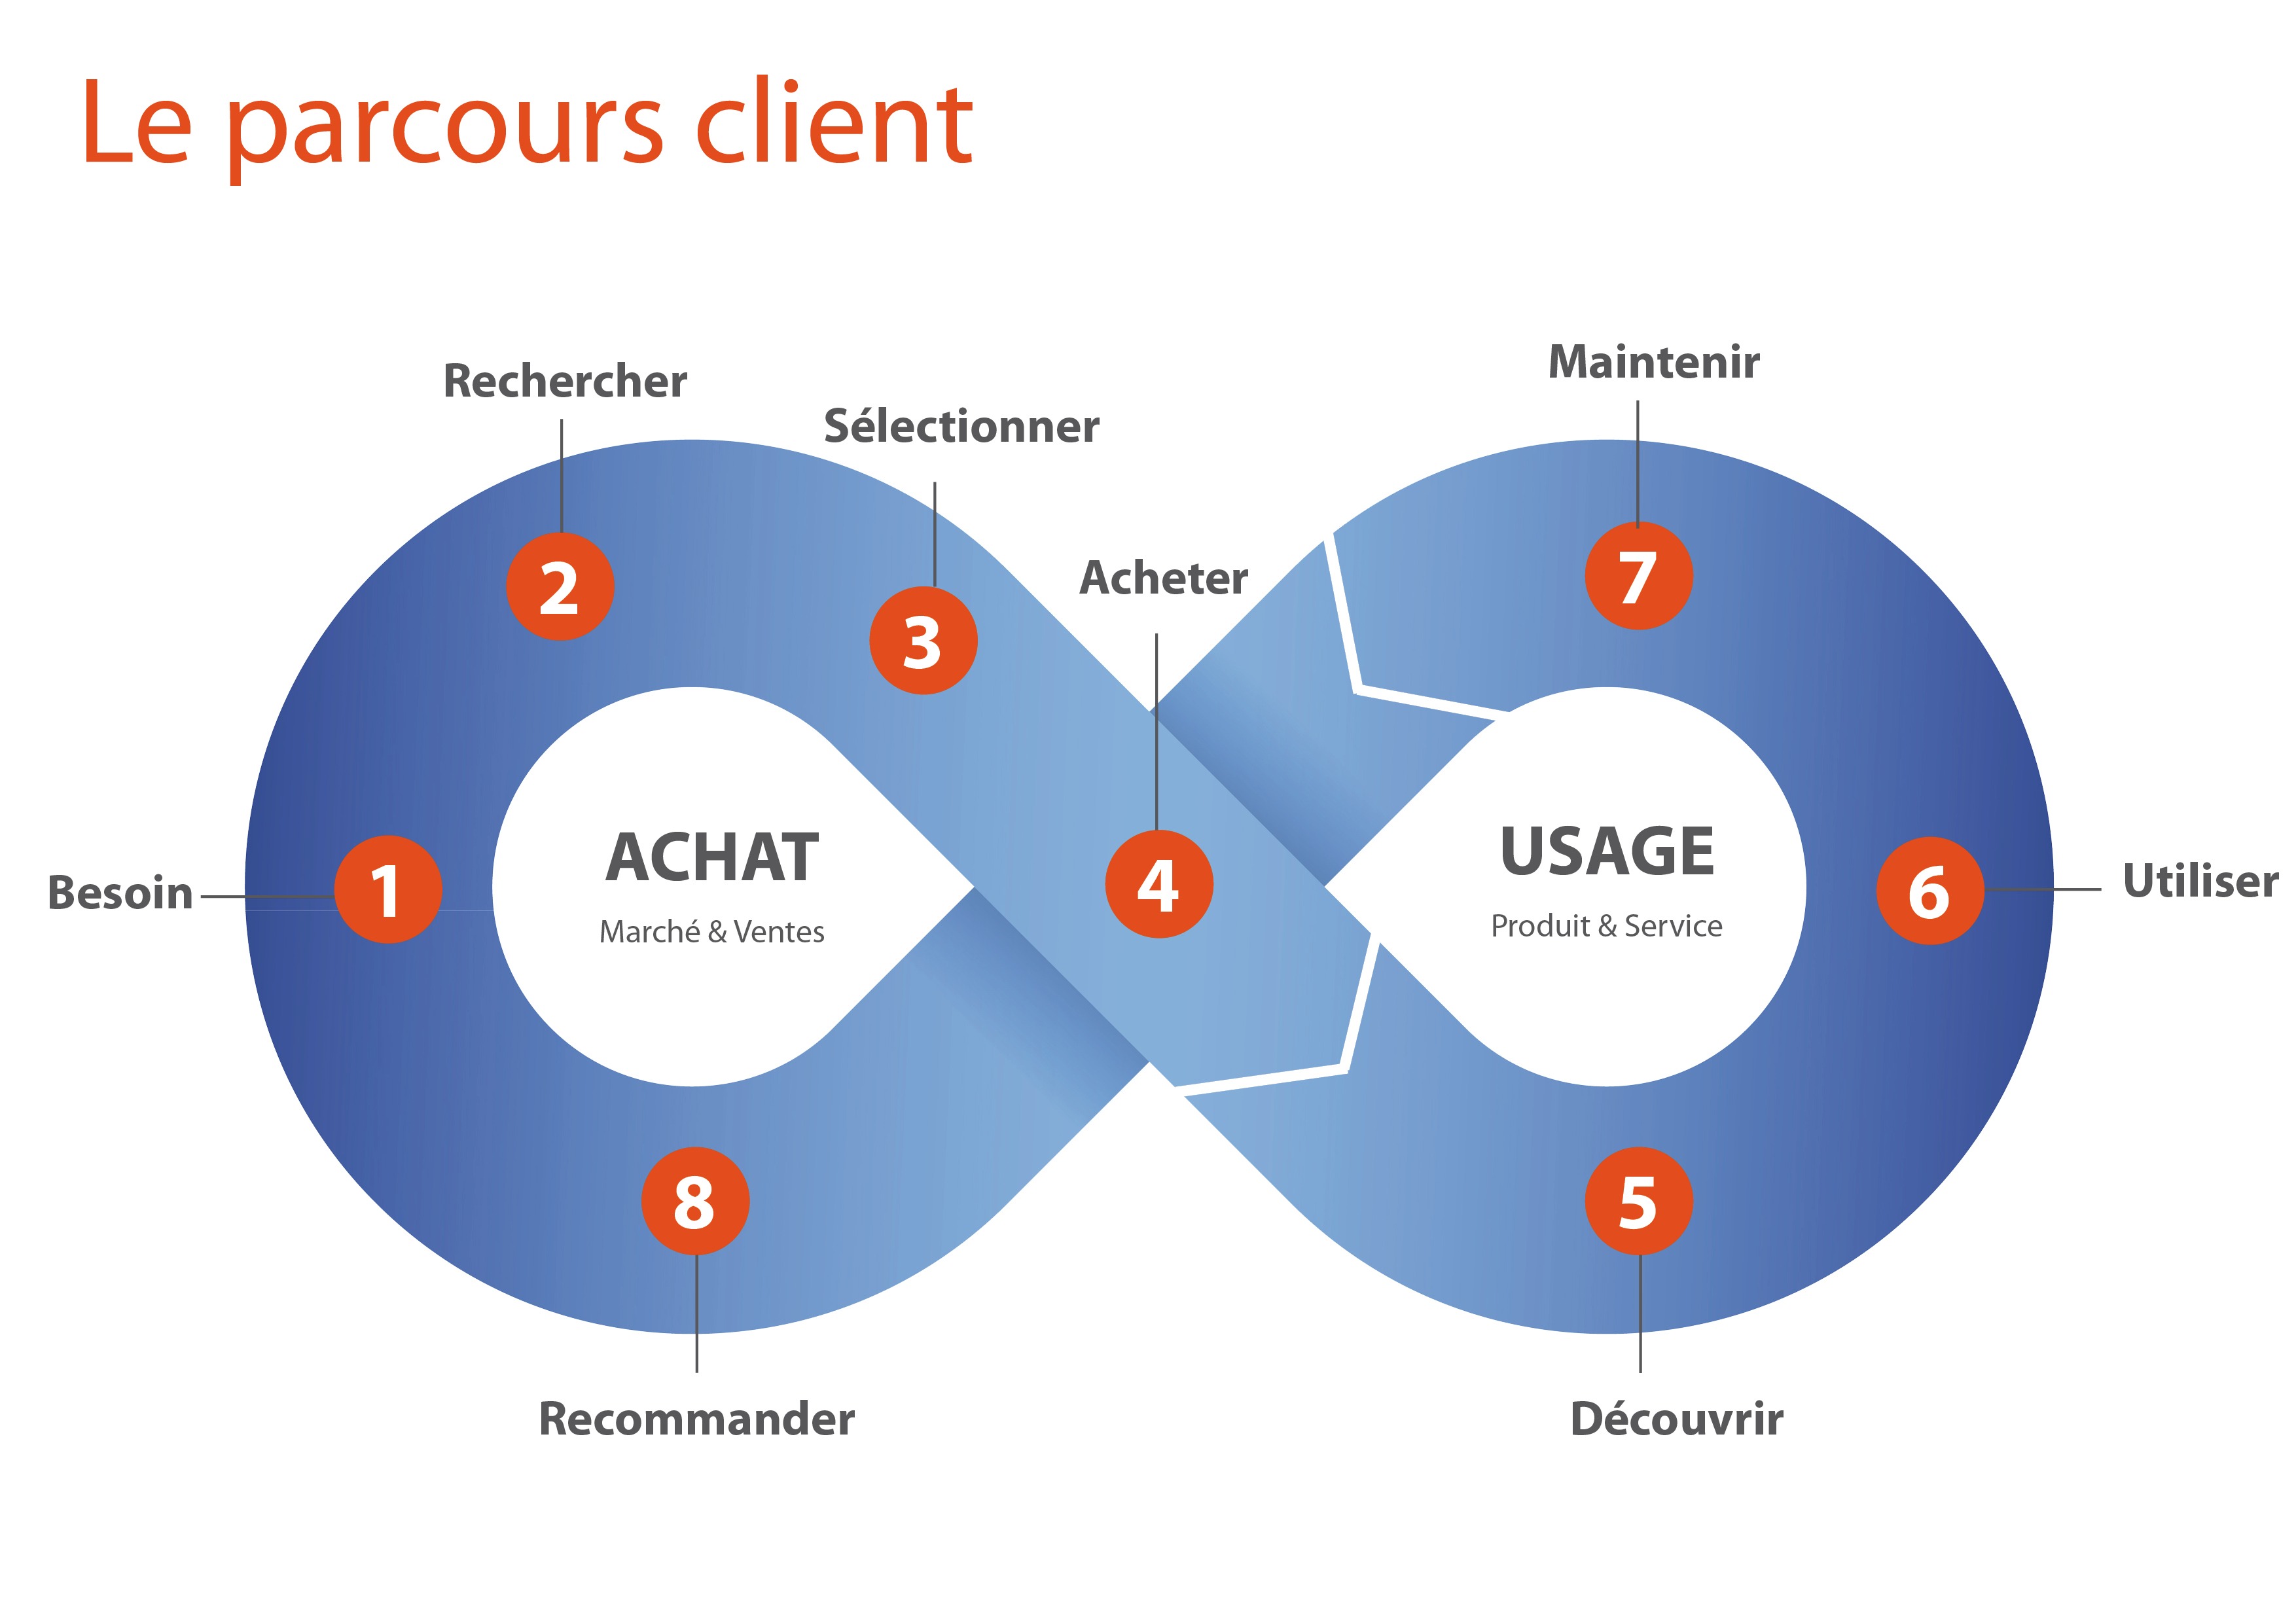 Le parcours client
Maintenir
Rechercher
Sélectionner
7
Acheter
2
3
ACHAT
USAGE
Besoin
1
4
6
Utiliser
Marché & Ventes
Produit & Service
8
5
Recommander
Découvrir